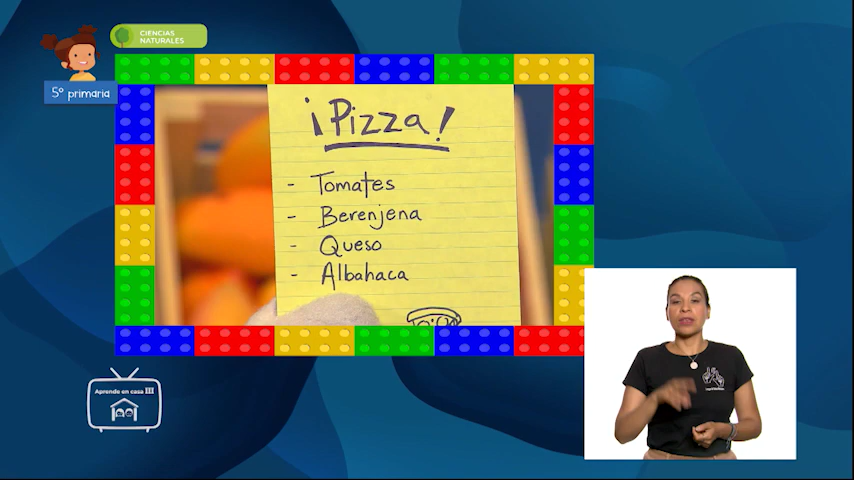 CIENCIAS
NATURALES
5° primaria
¡Pizza!
- Tomates
- Berenjena
- Queso
- Albahaca
Aprende en casa III